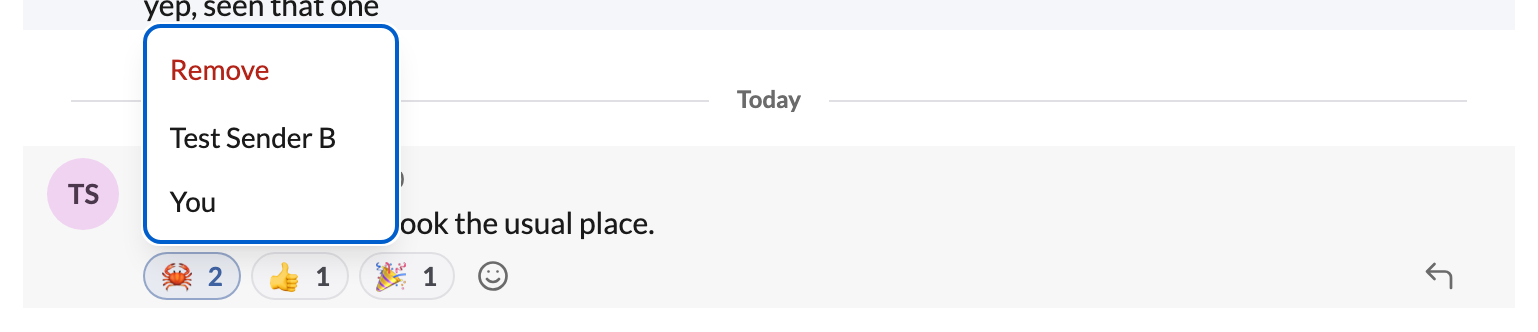 yep, seen that one
Remove
Today
Test Sender B
TS
You
ook the usual place.
🦀 2 👍 1 🎉 1